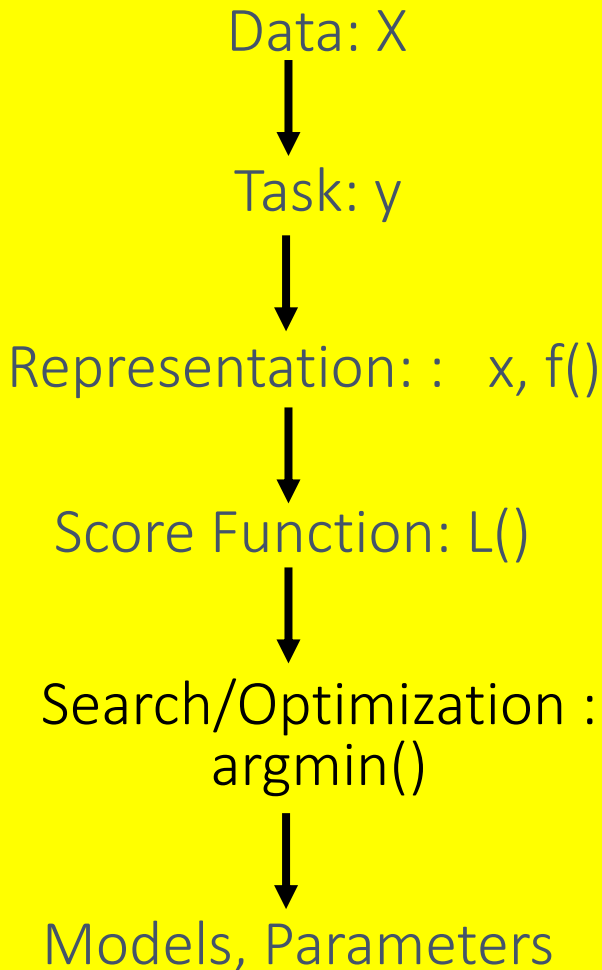 Data: X
Task: y
Representation: :   x, f()
Score Function: L()
Search/Optimization :
argmin()
Models, Parameters